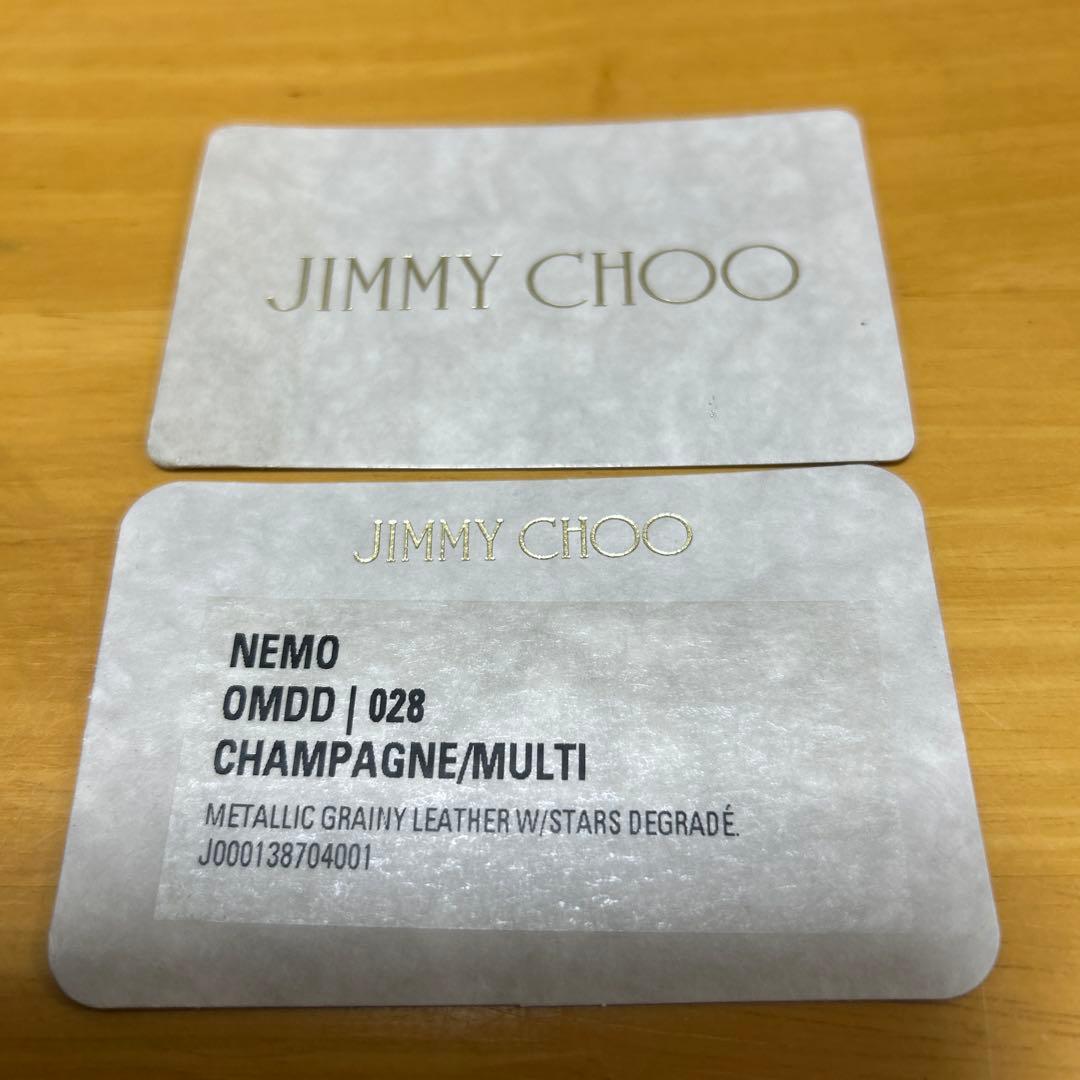 JIMMY CHOO
JIMMY CHOO
NEMO
OMDD | 028
CHAMPAGNE/MULTI
METALLIC GRAINY LEATHER W/STARS DEGRADÉ.
J000138704001